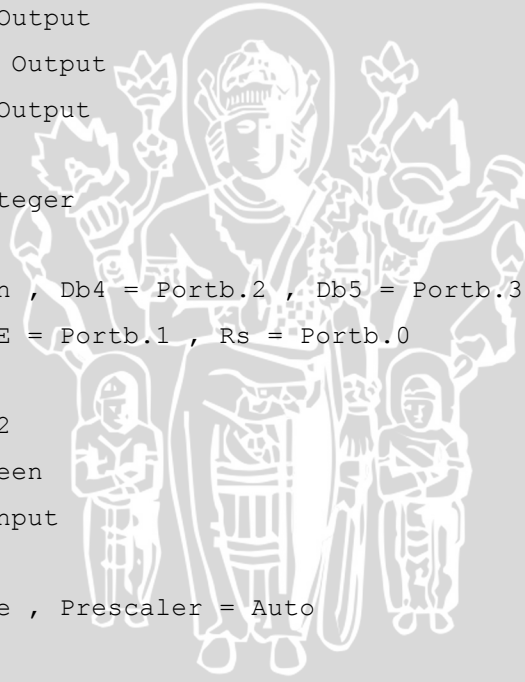 Output
Output
Output
teger
n , Db4 = Portb.2 , Db5 = Portb.3
E = Portb.1 , Rs = Portb.0
2
een
nput
e , Prescaler = Auto